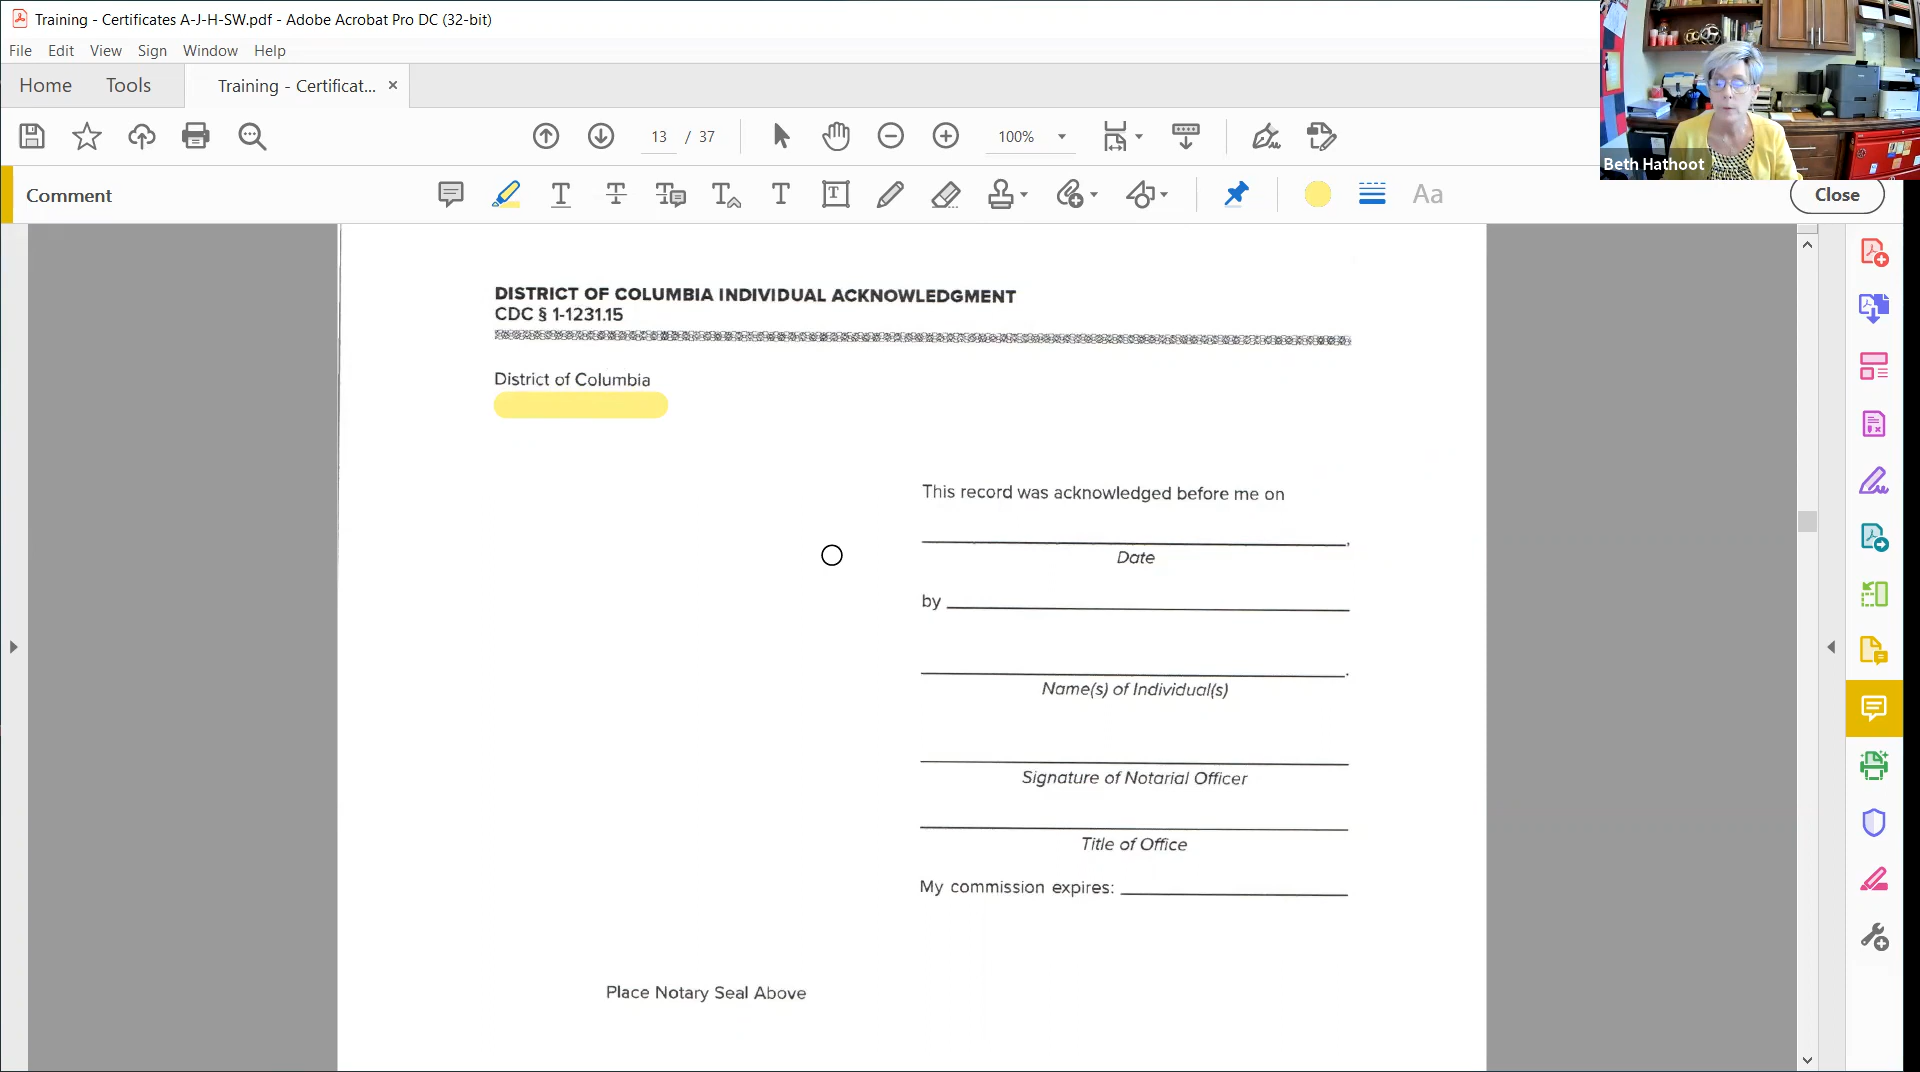 Training - Certificates A-J-H-SW.pdf - Adobe Acrobat Pro DC (32-bit)
File Edit View Sign Window Help
Home Tools Training - Certificat... ×
13 / 37 100%
Comment
T T T T T T Aa Close
Beth Hathoot
DISTRICT OF COLUMBIA INDIVIDUAL ACKNOWLEDGMENT
CDC § 1-1231.15
District of Columbia
This record was acknowledged before me on
,
Date
by
.
Name(s) of Individual(s)
Signature of Notarial Officer
Title of Office
My commission expires:
Place Notary Seal Above